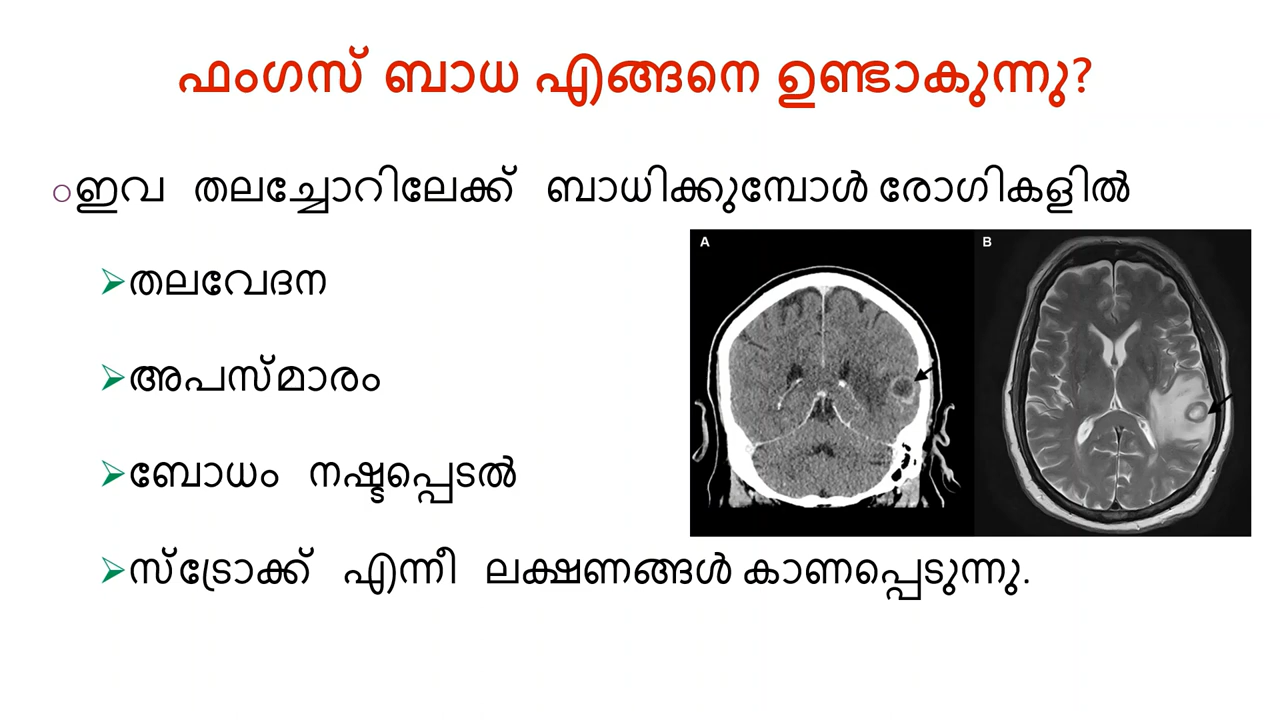 ഫംഗസ് ബാധ എങ്ങനെ ഉണ്ടാകുന്നു?
ഇവ തലച്ചോറിലേക്ക് ബാധിക്കുമ്പോൾ രോഗികളിൽ
A B
തലവേദന
അപസ്മാരം
ബോധം നഷ്ടപ്പെടൽ
സ്ട്രോക്ക് എന്നീ ലക്ഷണങ്ങൾ കാണപ്പെടുന്നു.